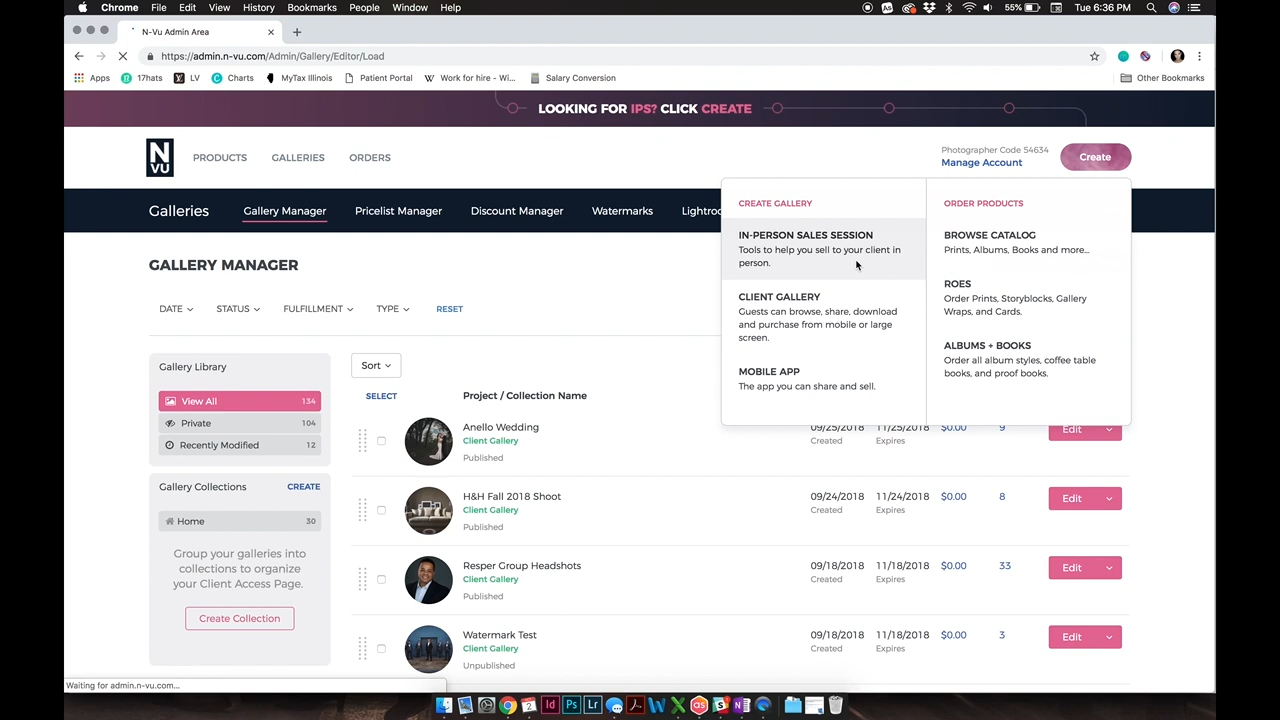 Chrome File Edit View History Bookmarks People Window Help
55% Tue 6:36 PM
N-Vu Admin Area
https://admin.n-vu.com/Admin/Gallery/Editor/Load
Apps 17hats LV Charts MyTax Illinois Patient Portal Work for hire - Wi... Salary Conversion Other Bookmarks
LOOKING FOR IPS? CLICK CREATE
N VU
PRODUCTS GALLERIES ORDERS
Photographer Code 54634
Manage Account
Create
Galleries Gallery Manager Pricelist Manager Discount Manager Watermarks Lightroo
CREATE GALLERY
IN-PERSON SALES SESSION
Tools to help you sell to your client in
person.
CLIENT GALLERY
Guests can browse, share, download
and purchase from mobile or large
screen.
MOBILE APP
The app you can share and sell.
ORDER PRODUCTS
BROWSE CATALOG
Prints, Albums, Books and more...
ROES
Order Prints, Storyblocks, Gallery
Wraps, and Cards.
ALBUMS + BOOKS
Order all album styles, coffee table
books, and proof books.
GALLERY MANAGER
DATE STATUS FULFILLMENT TYPE RESET
Gallery Library
View All 134
Private 104
Recently Modified 12
Gallery Collections CREATE
Home 30
Group your galleries into
collections to organize
your Client Access Page.
Create Collection
Sort
SELECT Project / Collection Name
Anello Wedding
Client Gallery
Published
09/25/2018 11/25/2018 $0.00 9 Edit
Created Expires
H&H Fall 2018 Shoot
Client Gallery
Published
09/24/2018 11/24/2018 $0.00 8 Edit
Created Expires
Resper Group Headshots
Client Gallery
Published
09/18/2018 11/18/2018 $0.00 33 Edit
Created Expires
Watermark Test
Client Gallery
Unpublished
09/18/2018 11/18/2018 $0.00 3 Edit
Created Expires
Waiting for admin.n-vu.com...
Id Ps Lr as